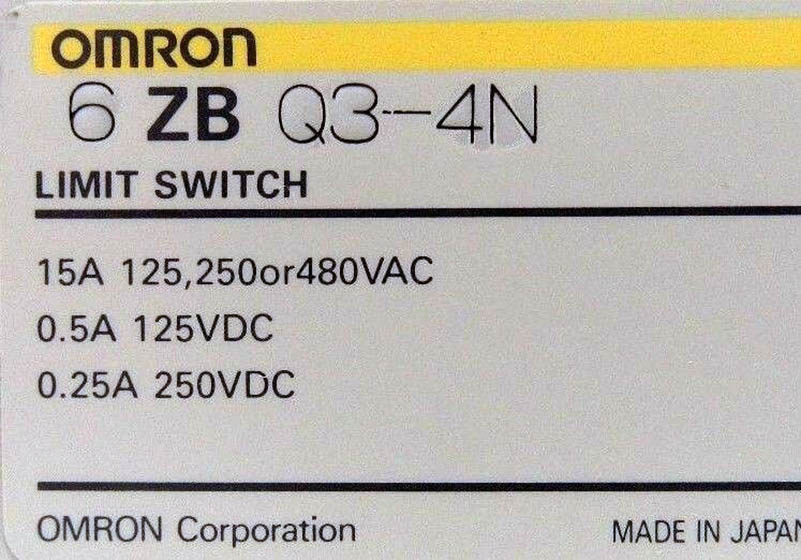 OMRON
6 ZB Q3-4N
LIMIT SWITCH
15A 125,250or480VAC
0.5A 125VDC
0.25A 250VDC
OMRON Corporation MADE IN JAPAN